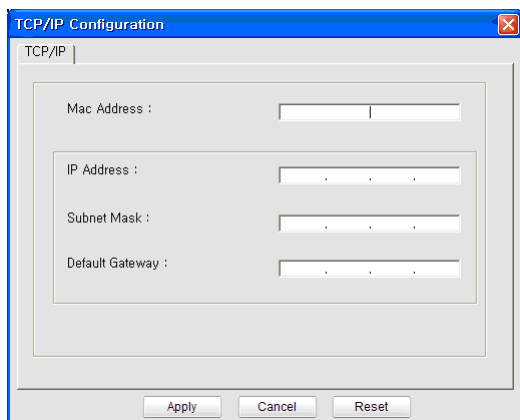 TCP/IP Configuration
TCP/IP
Mac Address :
IP Address :
. . .
Subnet Mask :
. . .
Default Gateway :
. . .
Apply Cancel Reset